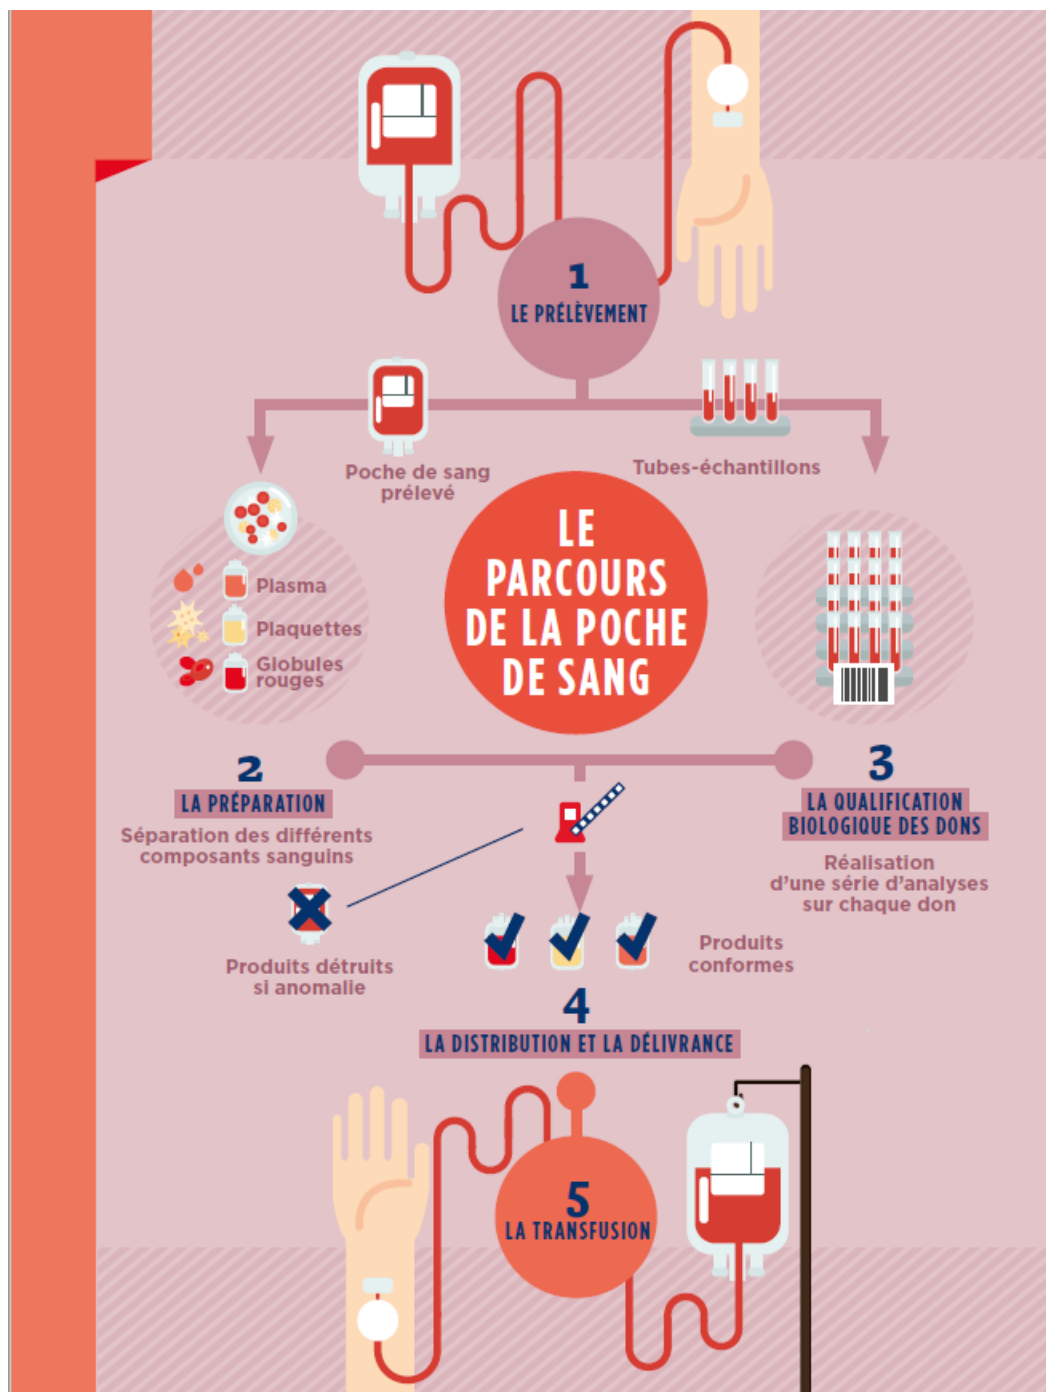 1
LE PRÉLÈVEMENT
Poche de sang
prélevé
Tubes-échantillons
LE
PARCOURS
DE LA POCHE
DE SANG
Plasma
Plaquettes
Globules
rouges
2
LA PRÉPARATION
Séparation des différents
composants sanguins
3
LA QUALIFICATION
BIOLOGIQUE DES DONS
Réalisation
d’une série d’analyses
sur chaque don
Produits détruits
si anomalie
Produits
conformes
4
LA DISTRIBUTION ET LA DÉLIVRANCE
5
LA TRANSFUSION